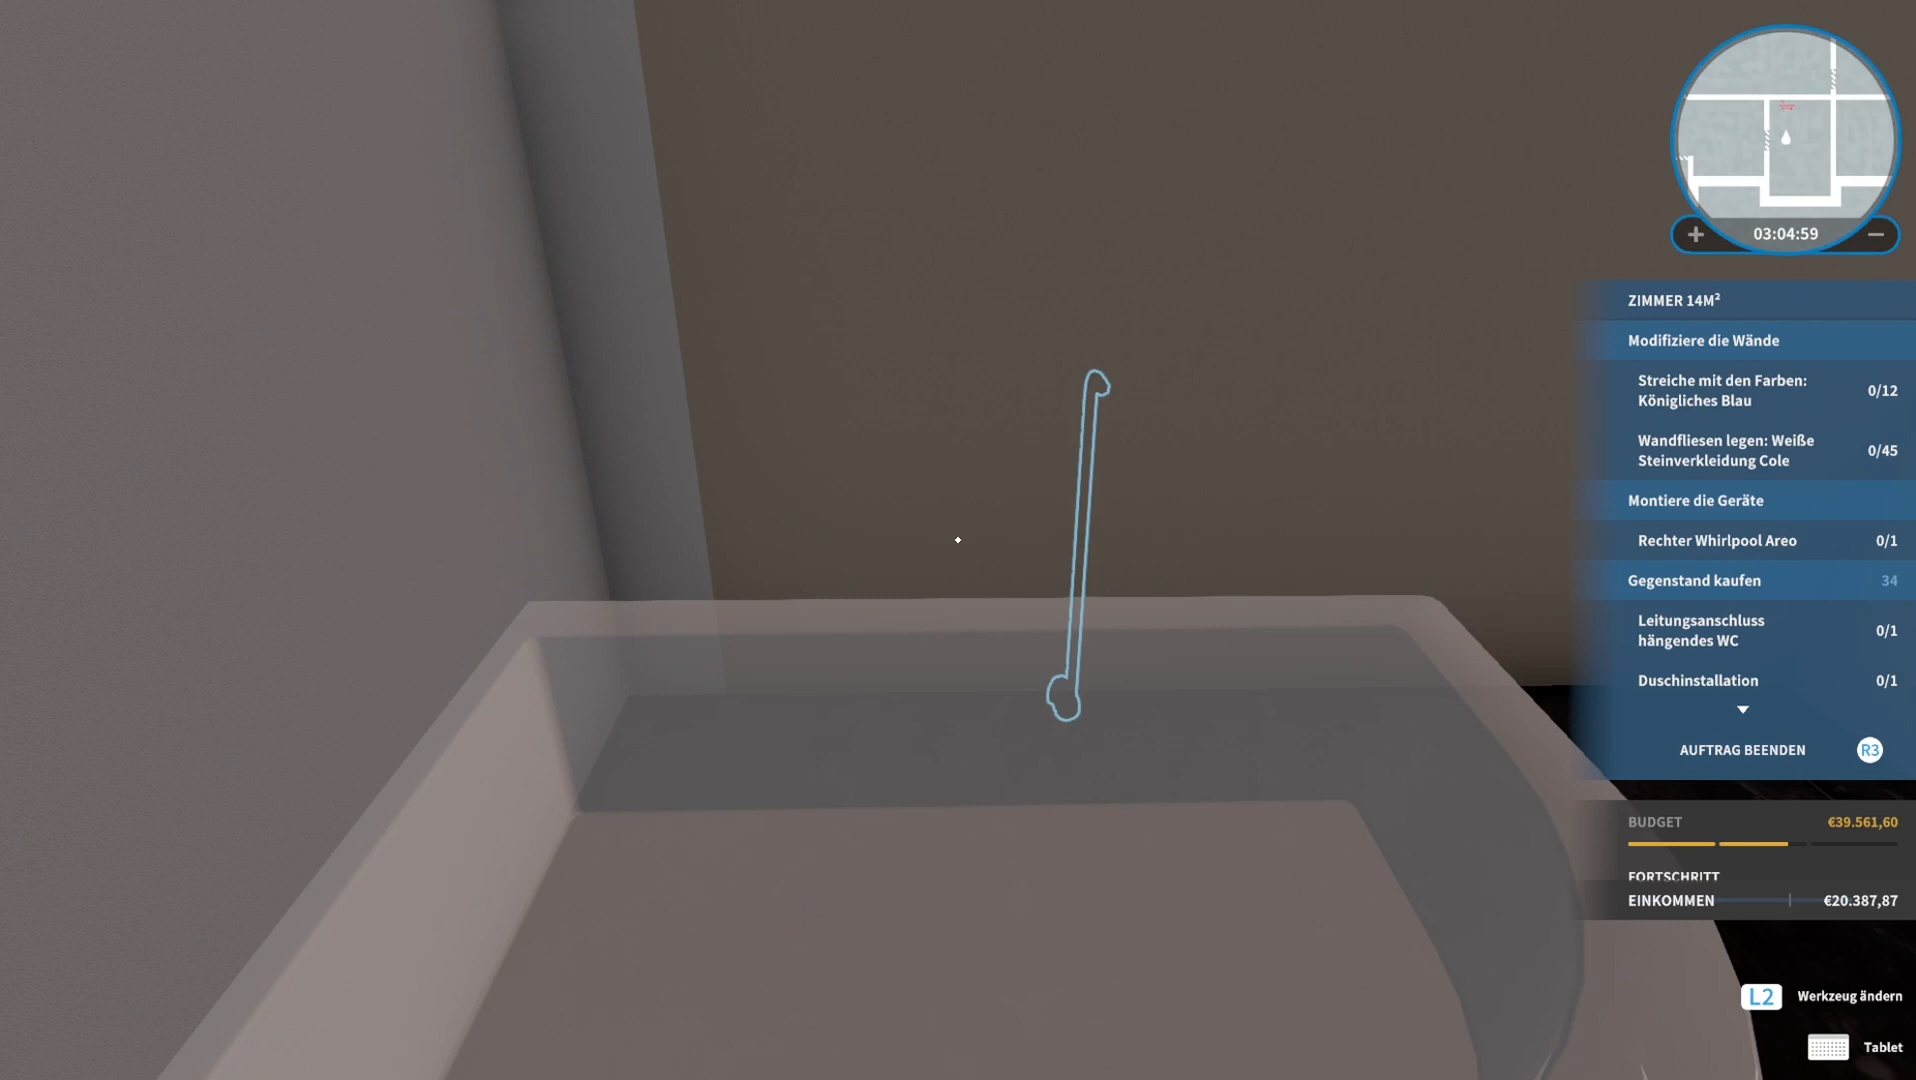 03:04:59
ZIMMER 14M²
Modifiziere die Wände
Streiche mit den Farben:
Königliches Blau 0/12
Wandfliesen legen: Weiße
Steinverkleidung Cole 0/45
Montiere die Geräte
Rechter Whirlpool Areo 0/1
Gegenstand kaufen 34
Leitungsanschluss
hängendes WC 0/1
Duschinstallation 0/1
AUFTRAG BEENDEN R3
BUDGET €39.561,60
FORTSCHRITT
EINKOMMEN €20.387,87
L2 Werkzeug ändern
Tablet